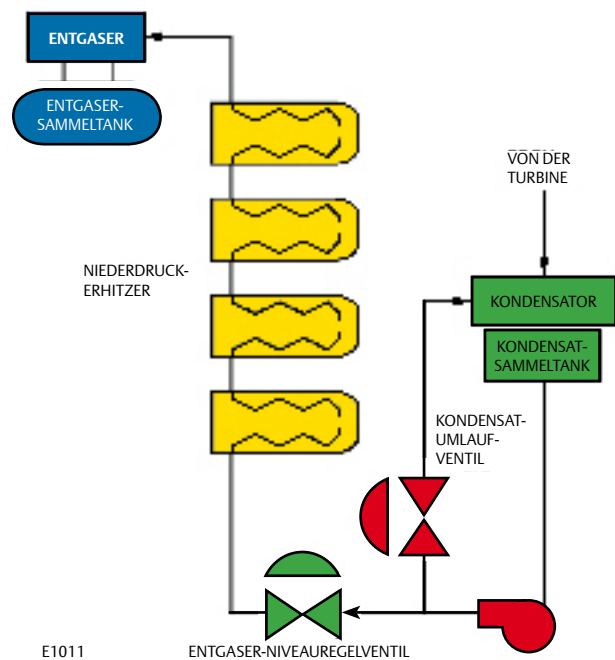 ENTGASER
ENTGASER-
SAMMELTANK
VON DER
TURBINE
NIEDERDRUCK-
ERHITZER
KONDENSATOR
KONDENSAT-
SAMMELTANK
KONDENSAT-
UMLAUF-
VENTIL
E1011
ENTGASER-NIVEAUREGELVENTIL